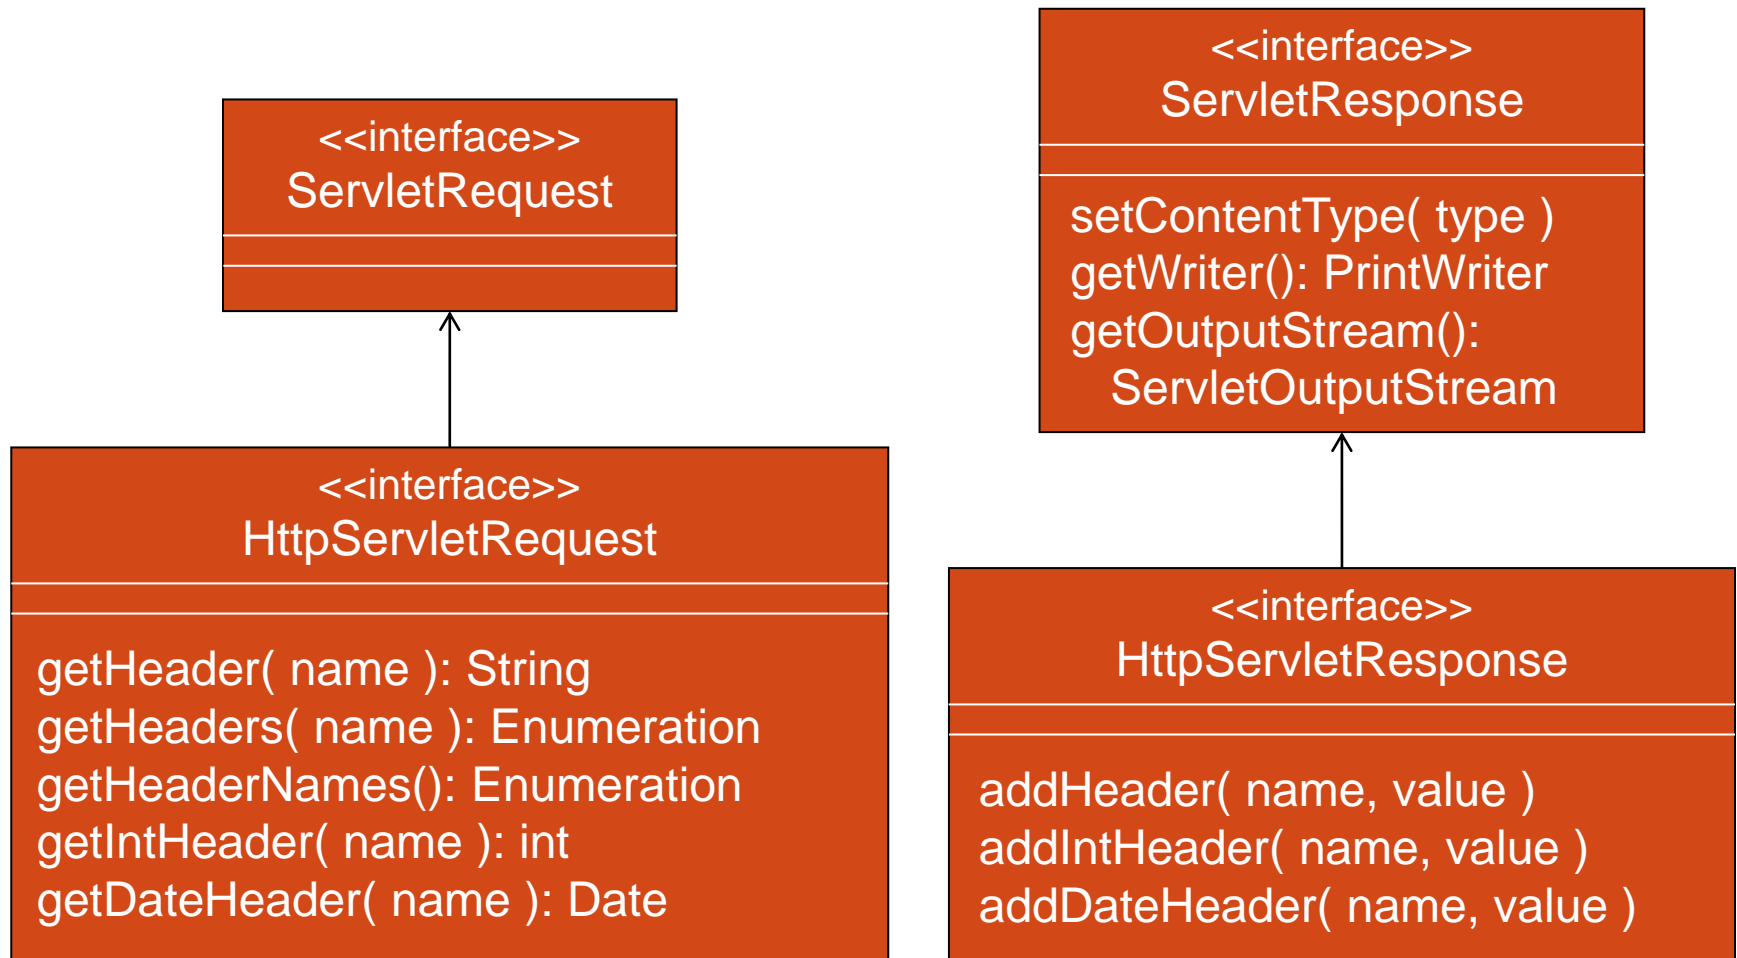 <<interface>>
ServletRequest
<<interface>>
HttpServletRequest
getHeader( name ): String
getHeaders( name ): Enumeration
getHeaderNames(): Enumeration
getIntHeader( name ): int
getDateHeader( name ): Date
<<interface>>
ServletResponse
setContentType( type )
getWriter(): PrintWriter
getOutputStream():
ServletOutputStream
<<interface>>
HttpServletResponse
addHeader( name, value )
addIntHeader( name, value )
addDateHeader( name, value )